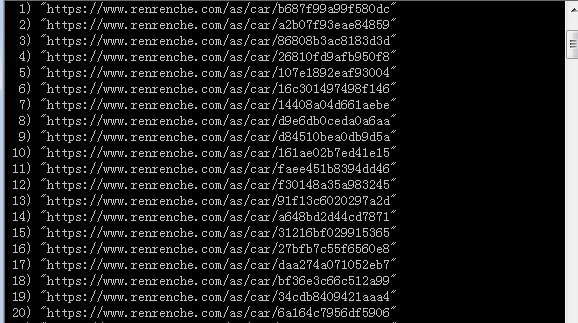 1) "https://www.renrenche.com/as/car/b687f99a99f580dc"
2) "https://www.renrenche.com/as/car/a2b07f93eae84859"
3) "https://www.renrenche.com/as/car/86808b3ac8183d3d"
4) "https://www.renrenche.com/as/car/26810fd9afb950f8"
5) "https://www.renrenche.com/as/car/107e1892eaf93004"
6) "https://www.renrenche.com/as/car/16c301497498f146"
7) "https://www.renrenche.com/as/car/14408a04d661aebe"
8) "https://www.renrenche.com/as/car/d9e6db0ceda0a6aa"
9) "https://www.renrenche.com/as/car/d84510bea0db9d5a"
10) "https://www.renrenche.com/as/car/161ae02b7ed41e15"
11) "https://www.renrenche.com/as/car/faee451b8394dd46"
12) "https://www.renrenche.com/as/car/f30148a35a983245"
13) "https://www.renrenche.com/as/car/91f13c6020297a2d"
14) "https://www.renrenche.com/as/car/a648bd2d44cd7871"
15) "https://www.renrenche.com/as/car/31216bf029915365"
16) "https://www.renrenche.com/as/car/27bfb7c55f6560e8"
17) "https://www.renrenche.com/as/car/daa274a071052eb7"
18) "https://www.renrenche.com/as/car/bf36e3c66c512a99"
19) "https://www.renrenche.com/as/car/34cdb8409421aaa4"
20) "https://www.renrenche.com/as/car/6a164c7956df5906"